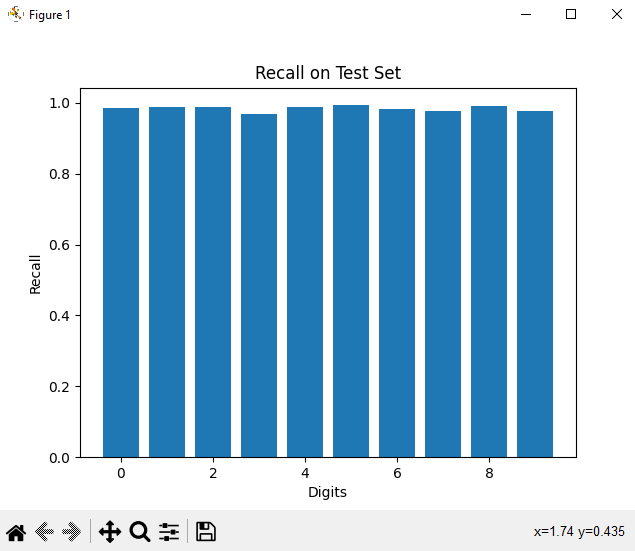 Figure 1
Recall on Test Set
1.0
0.8
0.6
0.4
0.2
0.0
Recall
0 2 4 6 8
Digits
x=1.74 y=0.435